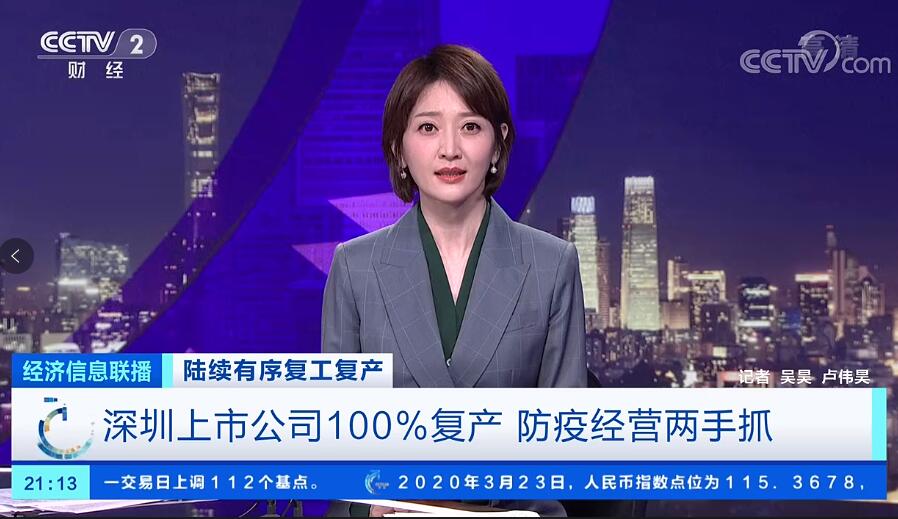 CCTV 2
财经
高清
CCTV.com
经济信息联播
陆续有序复工复产
记者 吴昊 卢伟昊
深圳上市公司100%复产 防疫经营两手抓
21:13
一交易日上调112个基点。
2020年3月23日，人民币指数点位为115.3678，